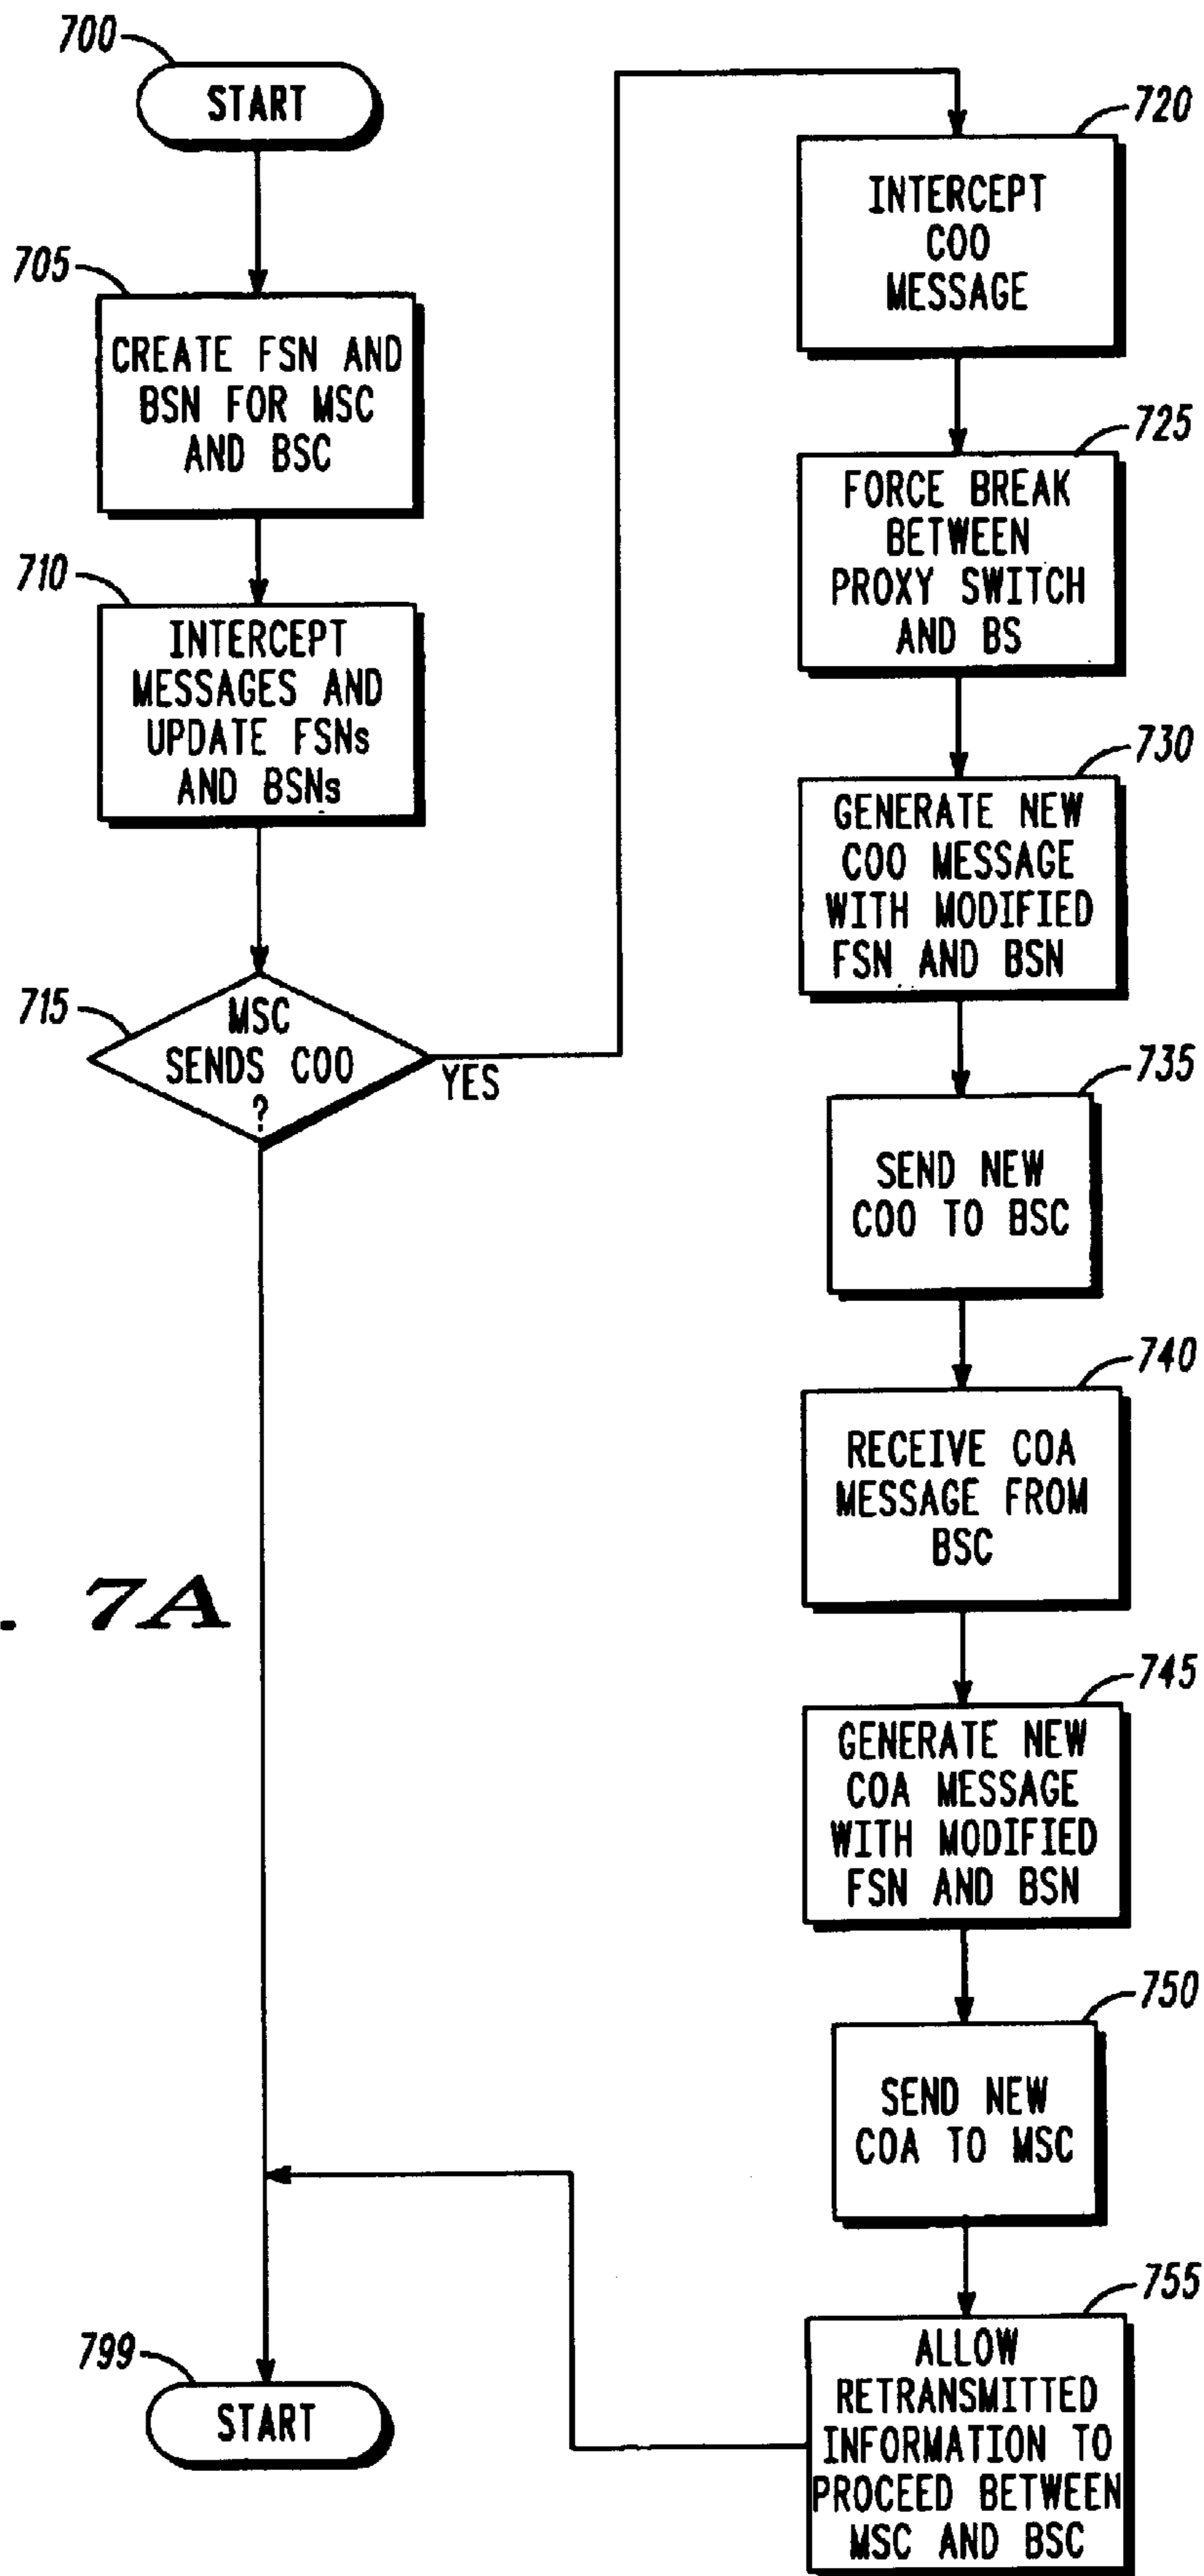 700
START
705
CREATE FSN AND
BSN FOR MSC
AND BSC
710
INTERCEPT
MESSAGES AND
UPDATE FSNs
AND BSNs
715
MSC
SENDS COO
?
YES
720
INTERCEPT
COO
MESSAGE
725
FORCE BREAK
BETWEEN
PROXY SWITCH
AND BS
730
GENERATE NEW
COO MESSAGE
WITH MODIFIED
FSN AND BSN
735
SEND NEW
COO TO BSC
740
RECEIVE COA
MESSAGE FROM
BSC
745
GENERATE NEW
COA MESSAGE
WITH MODIFIED
FSN AND BSN
750
SEND NEW
COA TO MSC
755
ALLOW
RETRANSMITTED
INFORMATION TO
PROCEED BETWEEN
MSC AND BSC
799
START
. 7A